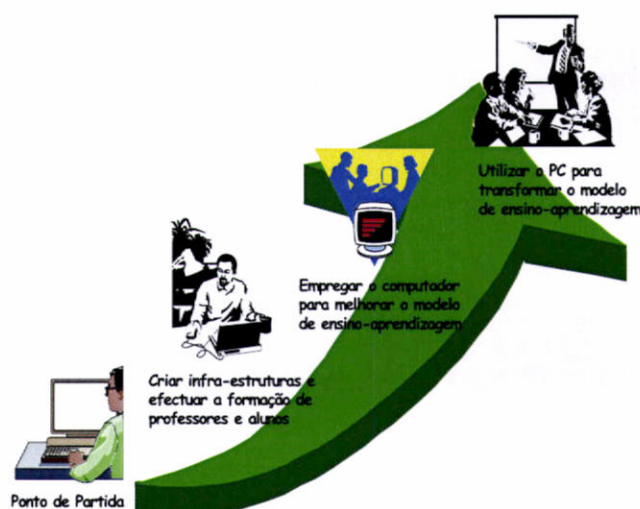 Utilizar o PC para
transformar o modelo
de ensino-aprendizagem
Empregar o computador
para melhorar o modelo
de ensino-aprendizagem
Criar infra-estruturas e
efectuar a formação de
professores e alunos
Ponto de Partida